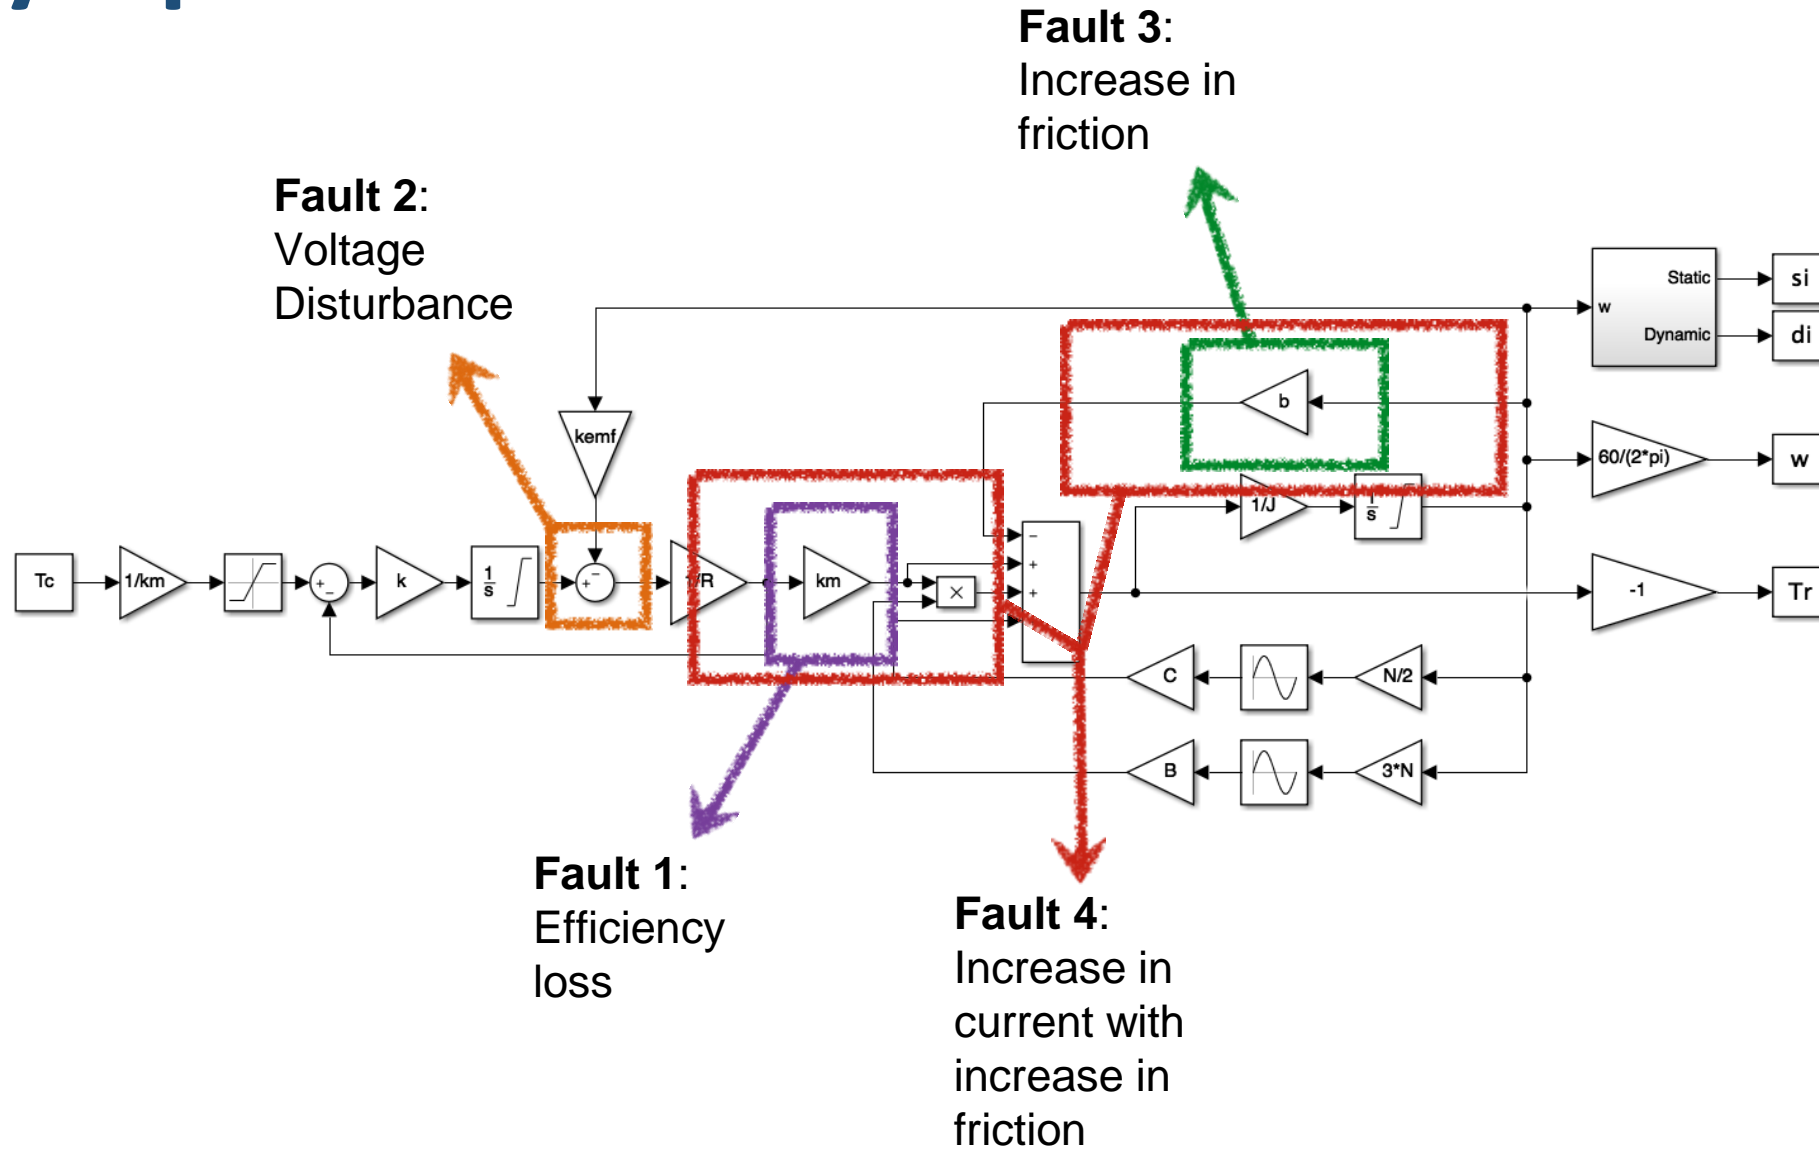 Fault 3:
Increase in
friction
Fault 2:
Voltage
Disturbance
Static
si
w
Dynamic
di
b
kemf
60/(2*pi)
w
1/J
1
s
Tc
1/km
+
−
k
1
s
+
−
1/R
km
×
−
+
+
-1
Tr
C
N/2
B
3*N
Fault 1:
Efficiency
loss
Fault 4:
Increase in
current with
increase in
friction